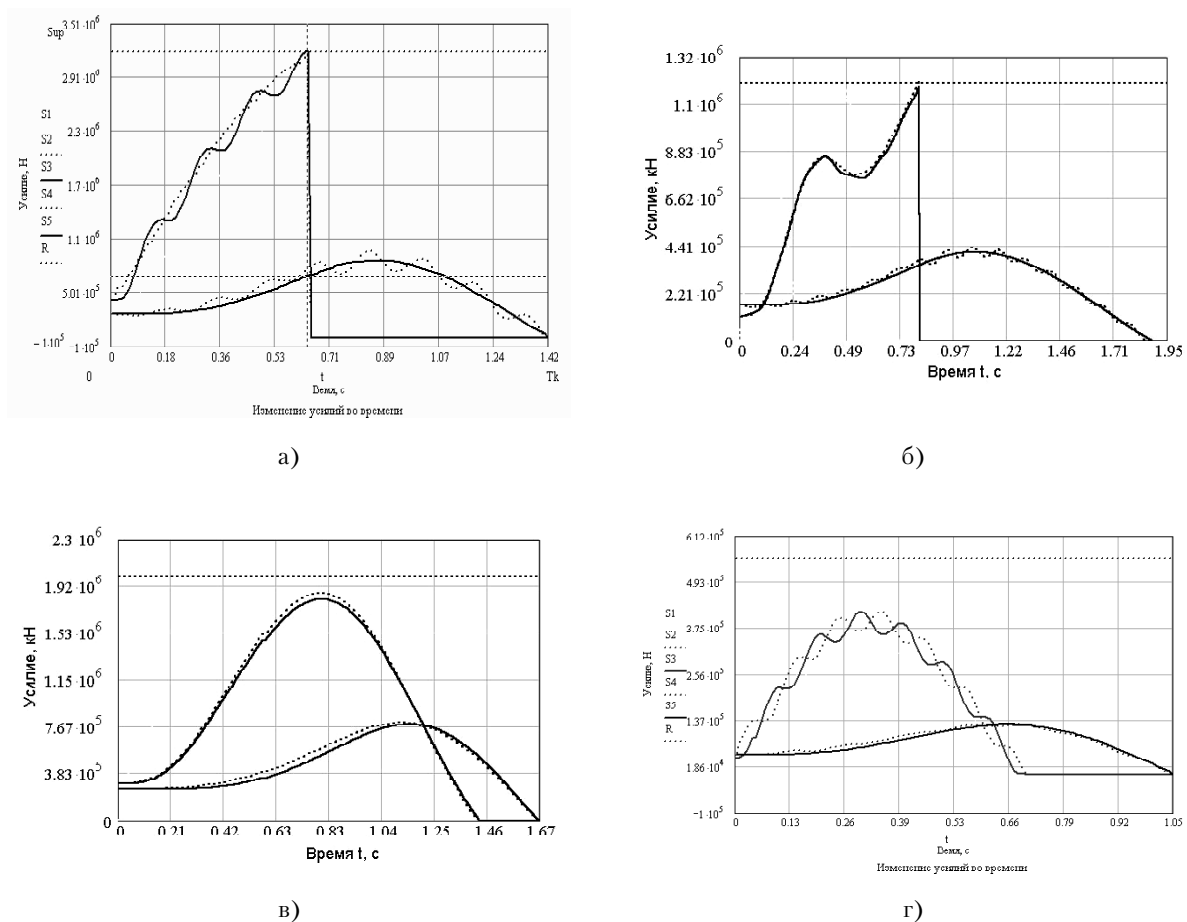 Sup
3.51·10⁶
2.91·10⁶
2.3·10⁶
1.7·10⁶
1.1·10⁶
5.01·10⁵
−1·10⁵
−1·10⁵
S1
S2
S3
S4
S5
R
Усилие, Н
0 0.18 0.36 0.53 0.71 0.89 1.07 1.24 1.42
0 t Tk
с
Изменение усилий во времени
а)
1.32·10⁶
1.1·10⁶
8.83·10⁵
6.62·10⁵
4.41·10⁵
2.21·10⁵
0
Усилие, кН
0 0.24 0.49 0.73 0.97 1.22 1.46 1.71 1.95
Время t, с
б)
2.3·10⁶
1.92·10⁶
1.53·10⁶
1.15·10⁶
7.67·10⁵
3.83·10⁵
0
Усилие, кН
0 0.21 0.42 0.63 0.83 1.04 1.25 1.46 1.67
Время t, с
в)
6.12·10⁵
4.93·10⁵
3.75·10⁵
2.56·10⁵
1.37·10⁵
1.86·10⁴
−1·10⁵
S1
S2
S3
S4
S5
R
Усилие, Н
0 0.13 0.26 0.39 0.53 0.66 0.79 0.92 1.05
t
с
Изменение усилий во времени
г)